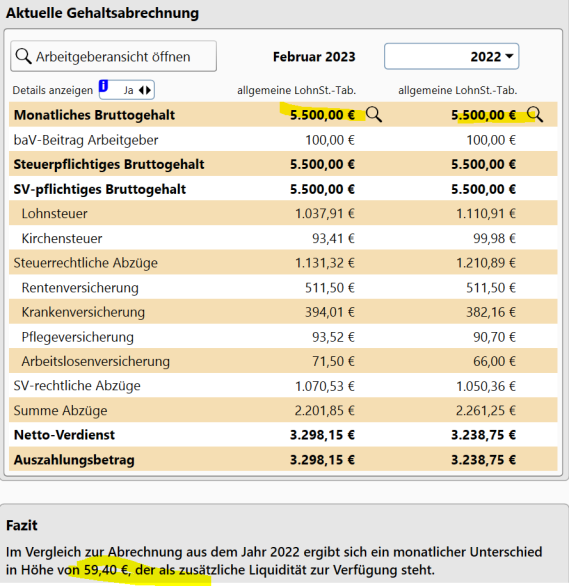 Aktuelle Gehaltsabrechnung
Arbeitgeberansicht öffnen Februar 2023 2022
Details anzeigen i Ja allgemeine LohnSt.-Tab. allgemeine LohnSt.-Tab.
Monatliches Bruttogehalt 5.500,00 € 5.500,00 €
baV-Beitrag Arbeitgeber 100,00 € 100,00 €
Steuerpflichtiges Bruttogehalt 5.500,00 € 5.500,00 €
SV-pflichtiges Bruttogehalt 5.500,00 € 5.500,00 €
Lohnsteuer 1.037,91 € 1.110,91 €
Kirchensteuer 93,41 € 99,98 €
Steuerrechtliche Abzüge 1.131,32 € 1.210,89 €
Rentenversicherung 511,50 € 511,50 €
Krankenversicherung 394,01 € 382,16 €
Pflegeversicherung 93,52 € 90,70 €
Arbeitslosenversicherung 71,50 € 66,00 €
SV-rechtliche Abzüge 1.070,53 € 1.050,36 €
Summe Abzüge 2.201,85 € 2.261,25 €
Netto-Verdienst 3.298,15 € 3.238,75 €
Auszahlungsbetrag 3.298,15 € 3.238,75 €
Fazit
Im Vergleich zur Abrechnung aus dem Jahr 2022 ergibt sich ein monatlicher Unterschied
in Höhe von 59,40 €, der als zusätzliche Liquidität zur Verfügung steht.